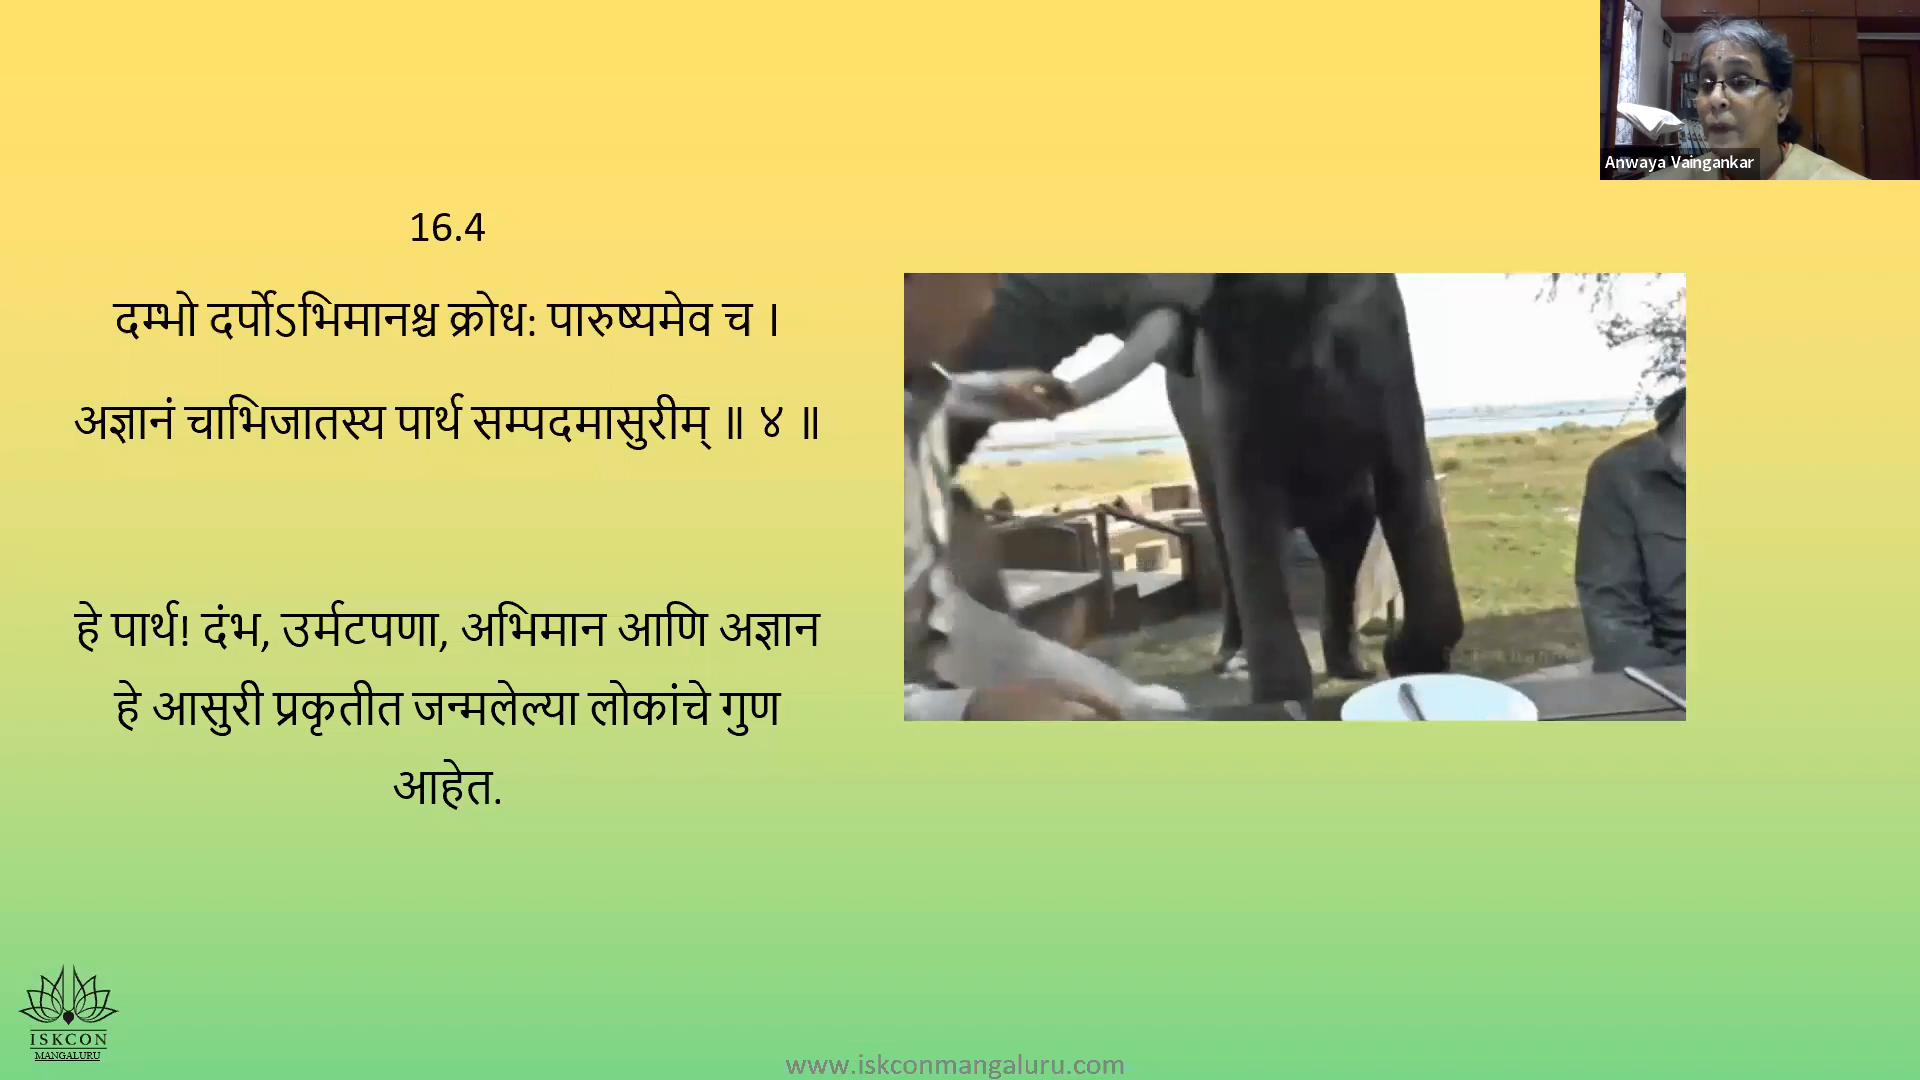 Anwaya Vaingankar
16.4
दम्भो दर्पोऽभिमानश्च क्रोधः पारुष्यमेव च ।
अज्ञानं चाभिजातस्य पार्थ सम्पदमासुरीम् ॥ ४ ॥
हे पार्थ! दंभ, उर्मटपणा, अभिमान आणि अज्ञान
हे आसुरी प्रकृतीत जन्मलेल्या लोकांचे गुण
आहेत.
ISKCON
MANGALURU
www.iskconmangaluru.com